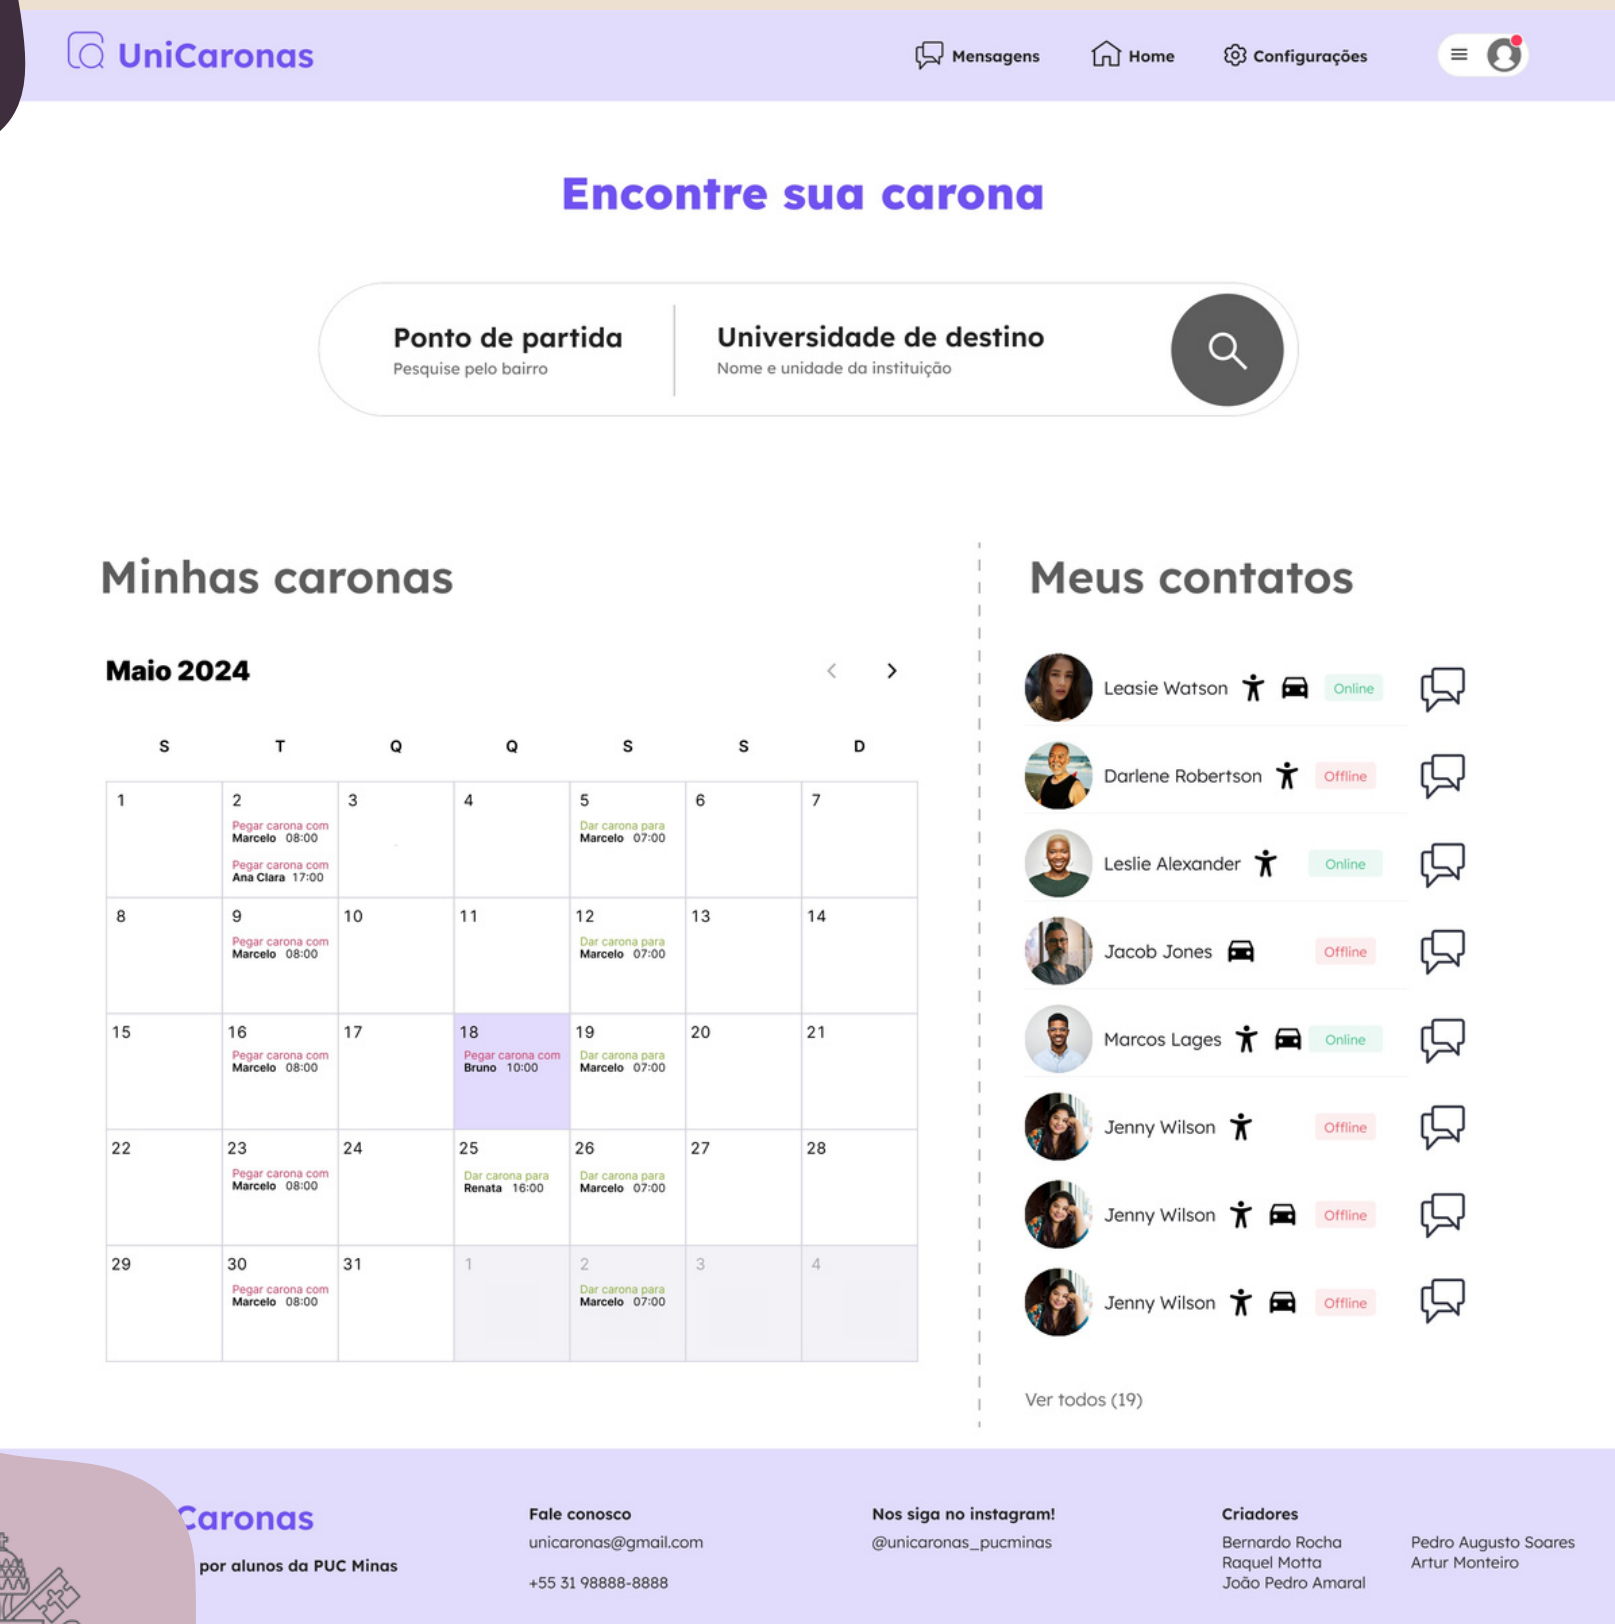 UniCaronas
Mensagens
Home
Configurações
Encontre sua carona
Ponto de partida
Pesquise pelo bairro
Universidade de destino
Nome e unidade da instituição
Minhas caronas
Maio 2024
S T Q Q S S D
1 2 3 4 5 6 7
Pegar carona com
Marcelo 08:00
Pegar carona com
Ana Clara 17:00
Dar carona para
Marcelo 07:00
8 9 10 11 12 13 14
Pegar carona com
Marcelo 08:00
Dar carona para
Marcelo 07:00
15 16 17 18 19 20 21
Pegar carona com
Marcelo 08:00
Pegar carona com
Bruno 10:00
Dar carona para
Marcelo 07:00
22 23 24 25 26 27 28
Pegar carona com
Marcelo 08:00
Dar carona para
Renata 16:00
Dar carona para
Marcelo 07:00
29 30 31 1 2 3 4
Pegar carona com
Marcelo 08:00
Dar carona para
Marcelo 07:00
Meus contatos
Leasie Watson Online
Darlene Robertson Offline
Leslie Alexander Online
Jacob Jones Offline
Marcos Lages Online
Jenny Wilson Offline
Jenny Wilson Offline
Jenny Wilson Offline
Ver todos (19)
Caronas
por alunos da PUC Minas
Fale conosco
unicaronas@gmail.com
+55 31 98888-8888
Nos siga no instagram!
@unicaronas_pucminas
Criadores
Bernardo Rocha
Raquel Motta
João Pedro Amaral
Pedro Augusto Soares
Artur Monteiro